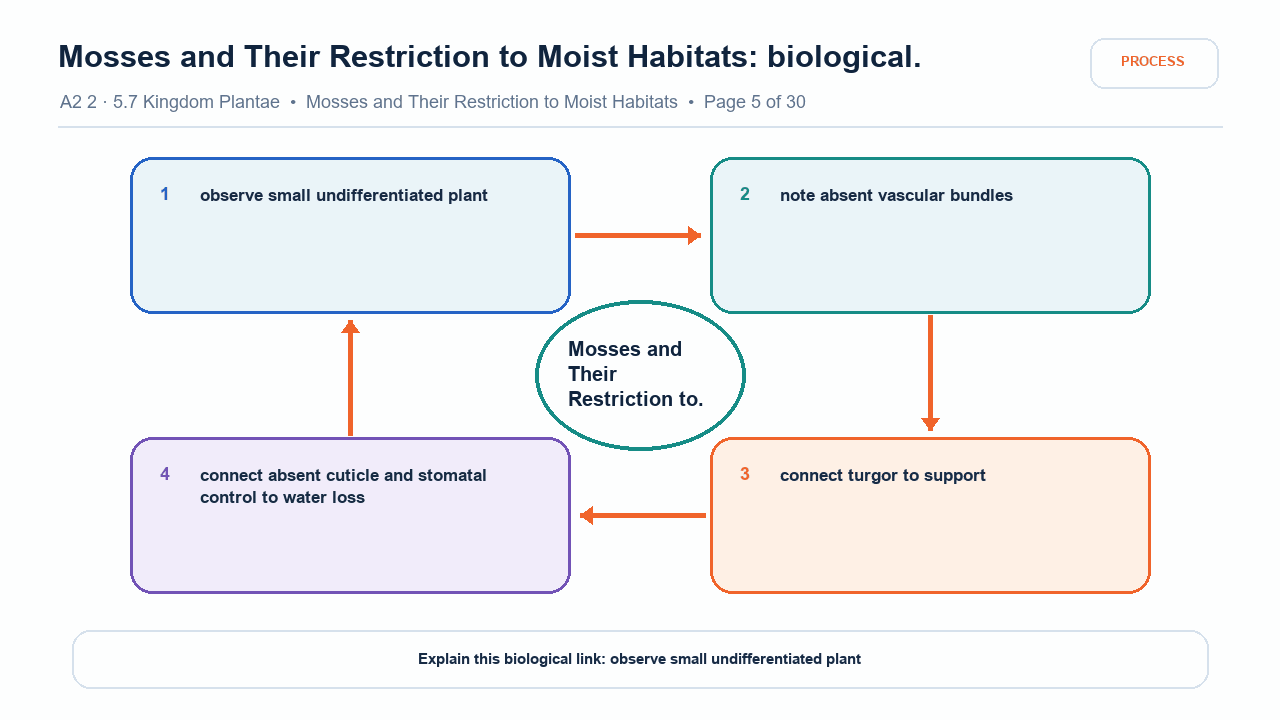 Mosses and Their Restriction to Moist Habitats: biological.
PROCESS
A2 2 · 5.7 Kingdom Plantae • Mosses and Their Restriction to Moist Habitats • Page 5 of 30
1 observe small undifferentiated plant
2 note absent vascular bundles
Mosses and
Their
Restriction to.
4 connect absent cuticle and stomatal
control to water loss
3 connect turgor to support
Explain this biological link: observe small undifferentiated plant